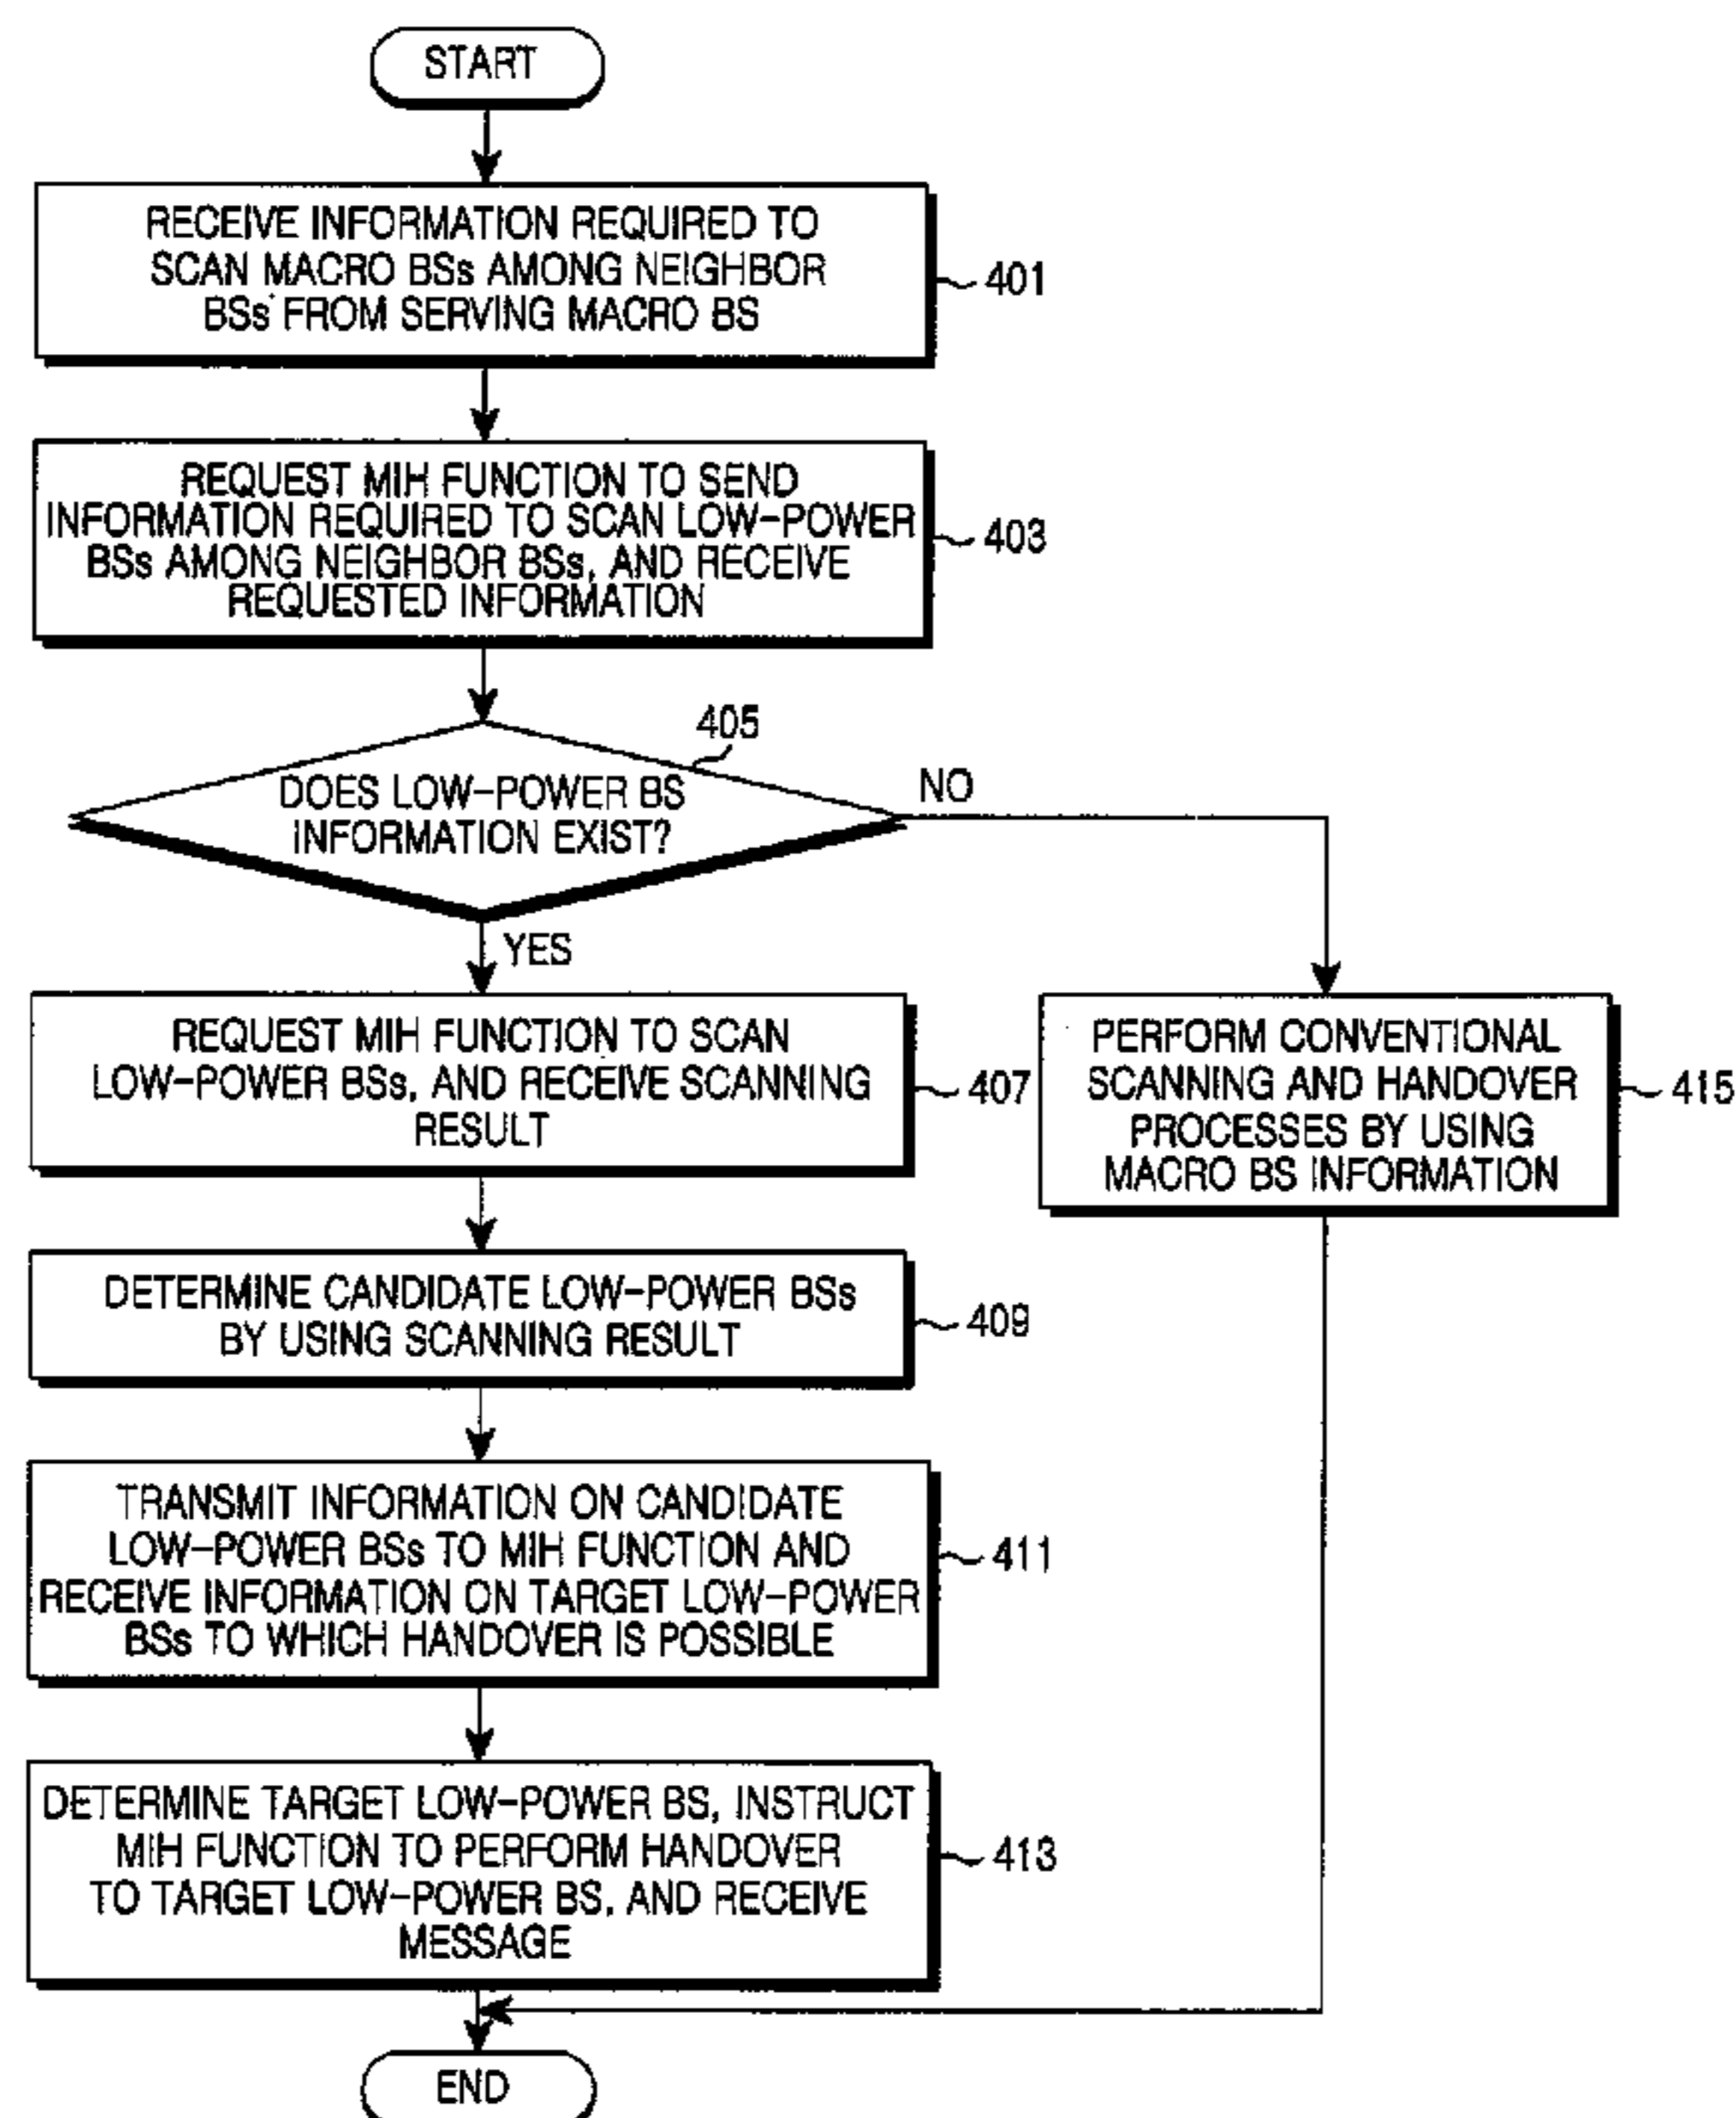 START
RECEIVE INFORMATION REQUIRED TO
SCAN MACRO BSs AMONG NEIGHBOR
BSs FROM SERVING MACRO BS
401
REQUEST MIH FUNCTION TO SEND
INFORMATION REQUIRED TO SCAN LOW-POWER
BSs AMONG NEIGHBOR BSs, AND RECEIVE
REQUESTED INFORMATION
403
405
DOES LOW-POWER BS
INFORMATION EXIST?
NO
YES
REQUEST MIH FUNCTION TO SCAN
LOW-POWER BSs, AND RECEIVE SCANNING
RESULT
407
PERFORM CONVENTIONAL
SCANNING AND HANDOVER
PROCESSES BY USING
MACRO BS INFORMATION
415
DETERMINE CANDIDATE LOW-POWER BSs
BY USING SCANNING RESULT
409
TRANSMIT INFORMATION ON CANDIDATE
LOW-POWER BSs TO MIH FUNCTION AND
RECEIVE INFORMATION ON TARGET LOW-POWER
BSs TO WHICH HANDOVER IS POSSIBLE
411
DETERMINE TARGET LOW-POWER BS, INSTRUCT
MIH FUNCTION TO PERFORM HANDOVER
TO TARGET LOW-POWER BS, AND RECEIVE
MESSAGE
413
END